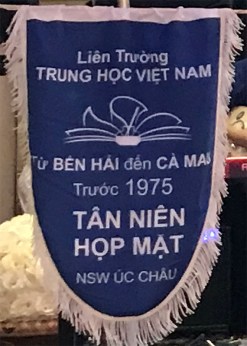 Liên Trường
TRUNG HỌC VIỆT NAM
Từ BẾN HẢI đến CÀ MAU
Trước 1975
TÂN NIÊN
HỌP MẶT
NSW ÚC CHÂU